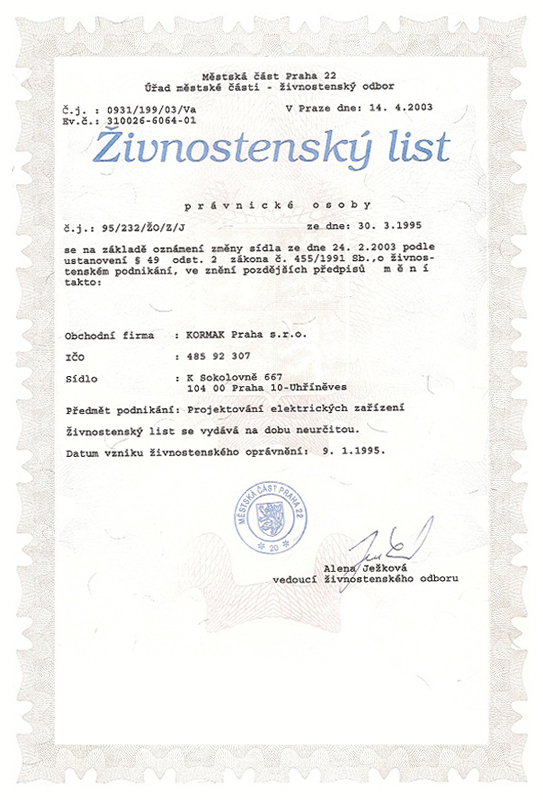 Městská část Praha 22
Úřad městské části - živnostenský odbor
Č.j. : 0931/199/03/Va V Praze dne: 14. 4.2003
Ev.č.: 310026-6064-01
Živnostenský list
právnické osoby
č.j.: 95/232/ŽO/Z/J ze dne: 30. 3.1995
se na základě oznámení změny sídla ze dne 24. 2.2003 podle
ustanovení § 49 odst. 2 zákona č. 455/1991 Sb.,o živnos-
tenském podnikání, ve znění pozdějších předpisů m ě n í
takto:
Obchodní firma : KORMAK Praha s.r.o.
IČO : 485 92 307
Sídlo : K Sokolovně 667
104 00 Praha 10-Uhříněves
Předmět podnikání: Projektování elektrických zařízení
Živnostenský list se vydává na dobu neurčitou.
Datum vzniku živnostenského oprávnění: 9. 1.1995.
MĚSTSKÁ ČÁST PRAHA 22
20
Alena Ježková
vedoucí živnostenského odboru